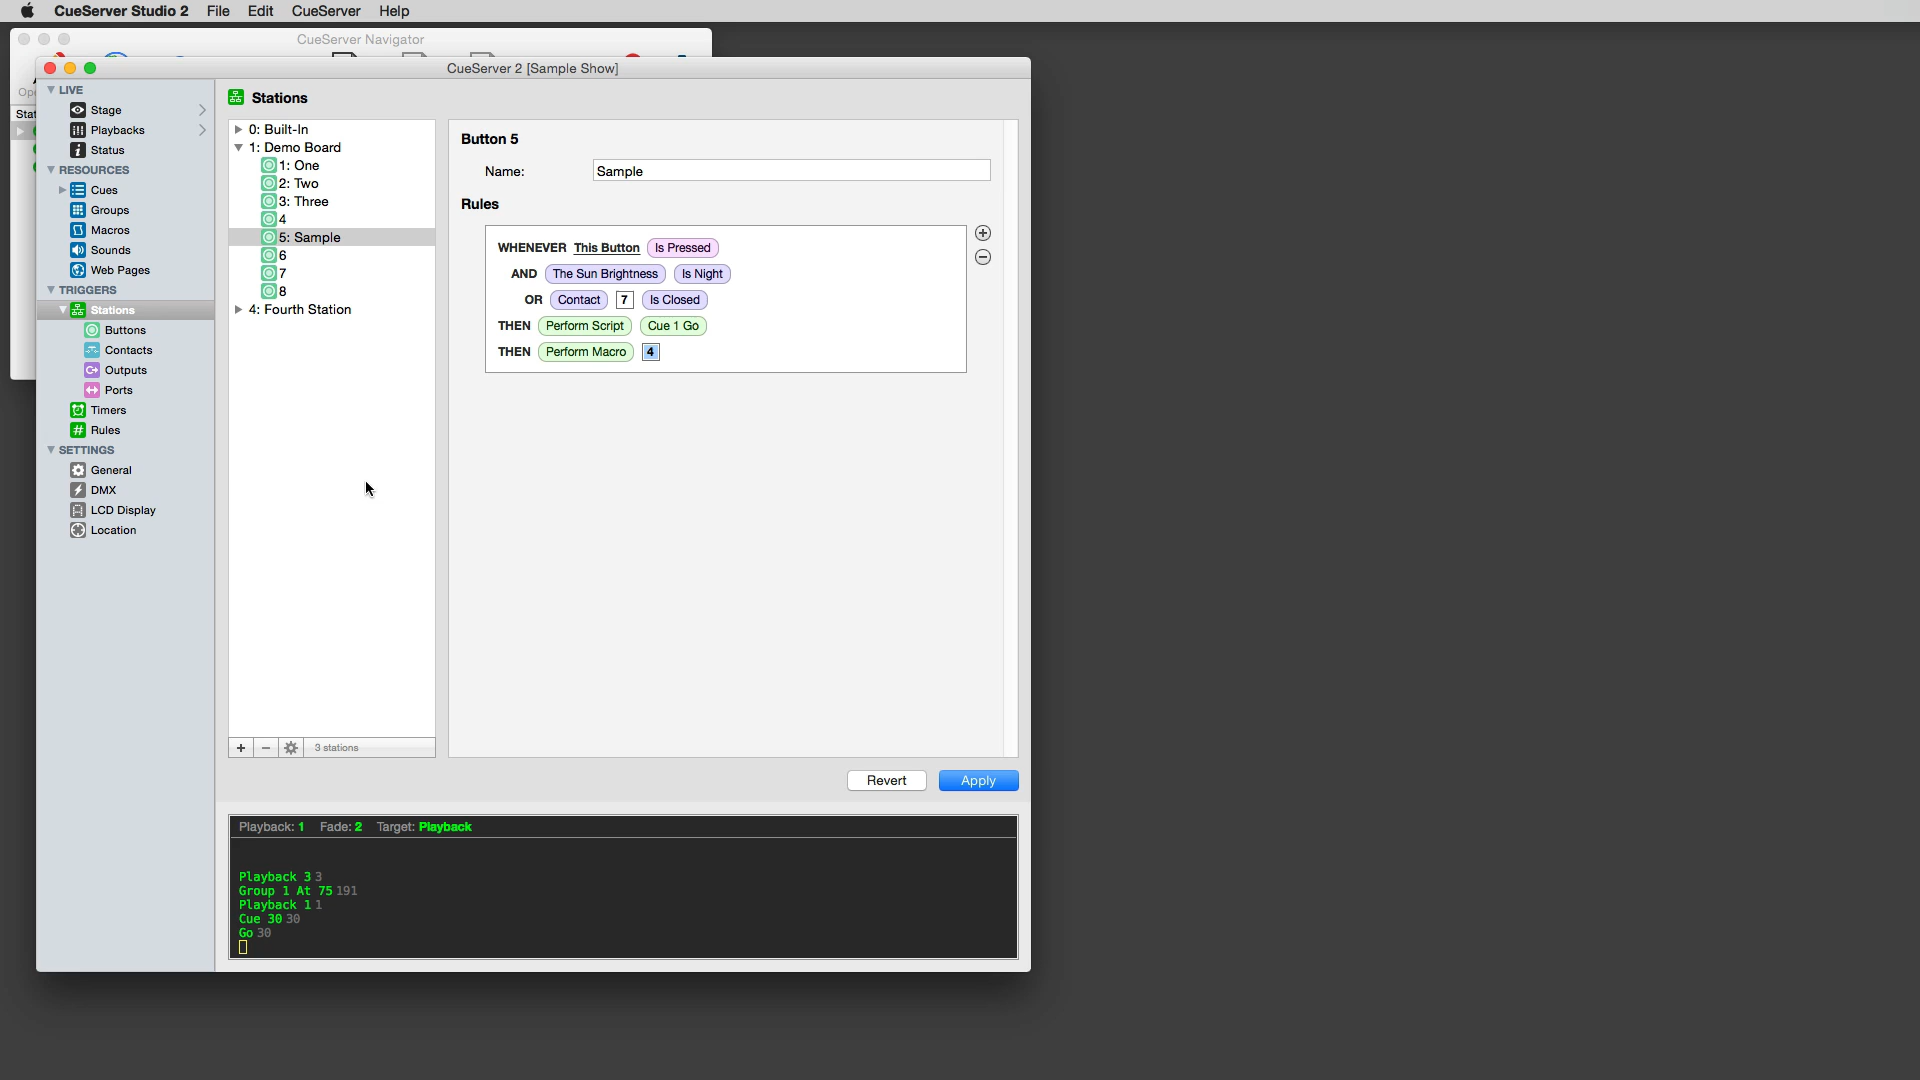 CueServer Studio 2 File Edit CueServer Help
CueServer Navigator
CueServer 2 [Sample Show]
LIVE
Stage
Playbacks
Status
RESOURCES
Cues
Groups
Macros
Sounds
Web Pages
TRIGGERS
Stations
Buttons
Contacts
Outputs
Ports
Timers
Rules
SETTINGS
General
DMX
LCD Display
Location
Stations
0: Built-In
1: Demo Board
1: One
2: Two
3: Three
4
5: Sample
6
7
8
4: Fourth Station
+ − 3 stations
Button 5
Name: Sample
Rules
WHENEVER This Button Is Pressed
AND The Sun Brightness Is Night
OR Contact 7 Is Closed
THEN Perform Script Cue 1 Go
THEN Perform Macro 4
Revert Apply
Playback: 1 Fade: 2 Target: Playback
Playback 3 3
Group 1 At 75 191
Playback 1 1
Cue 30 30
Go 30